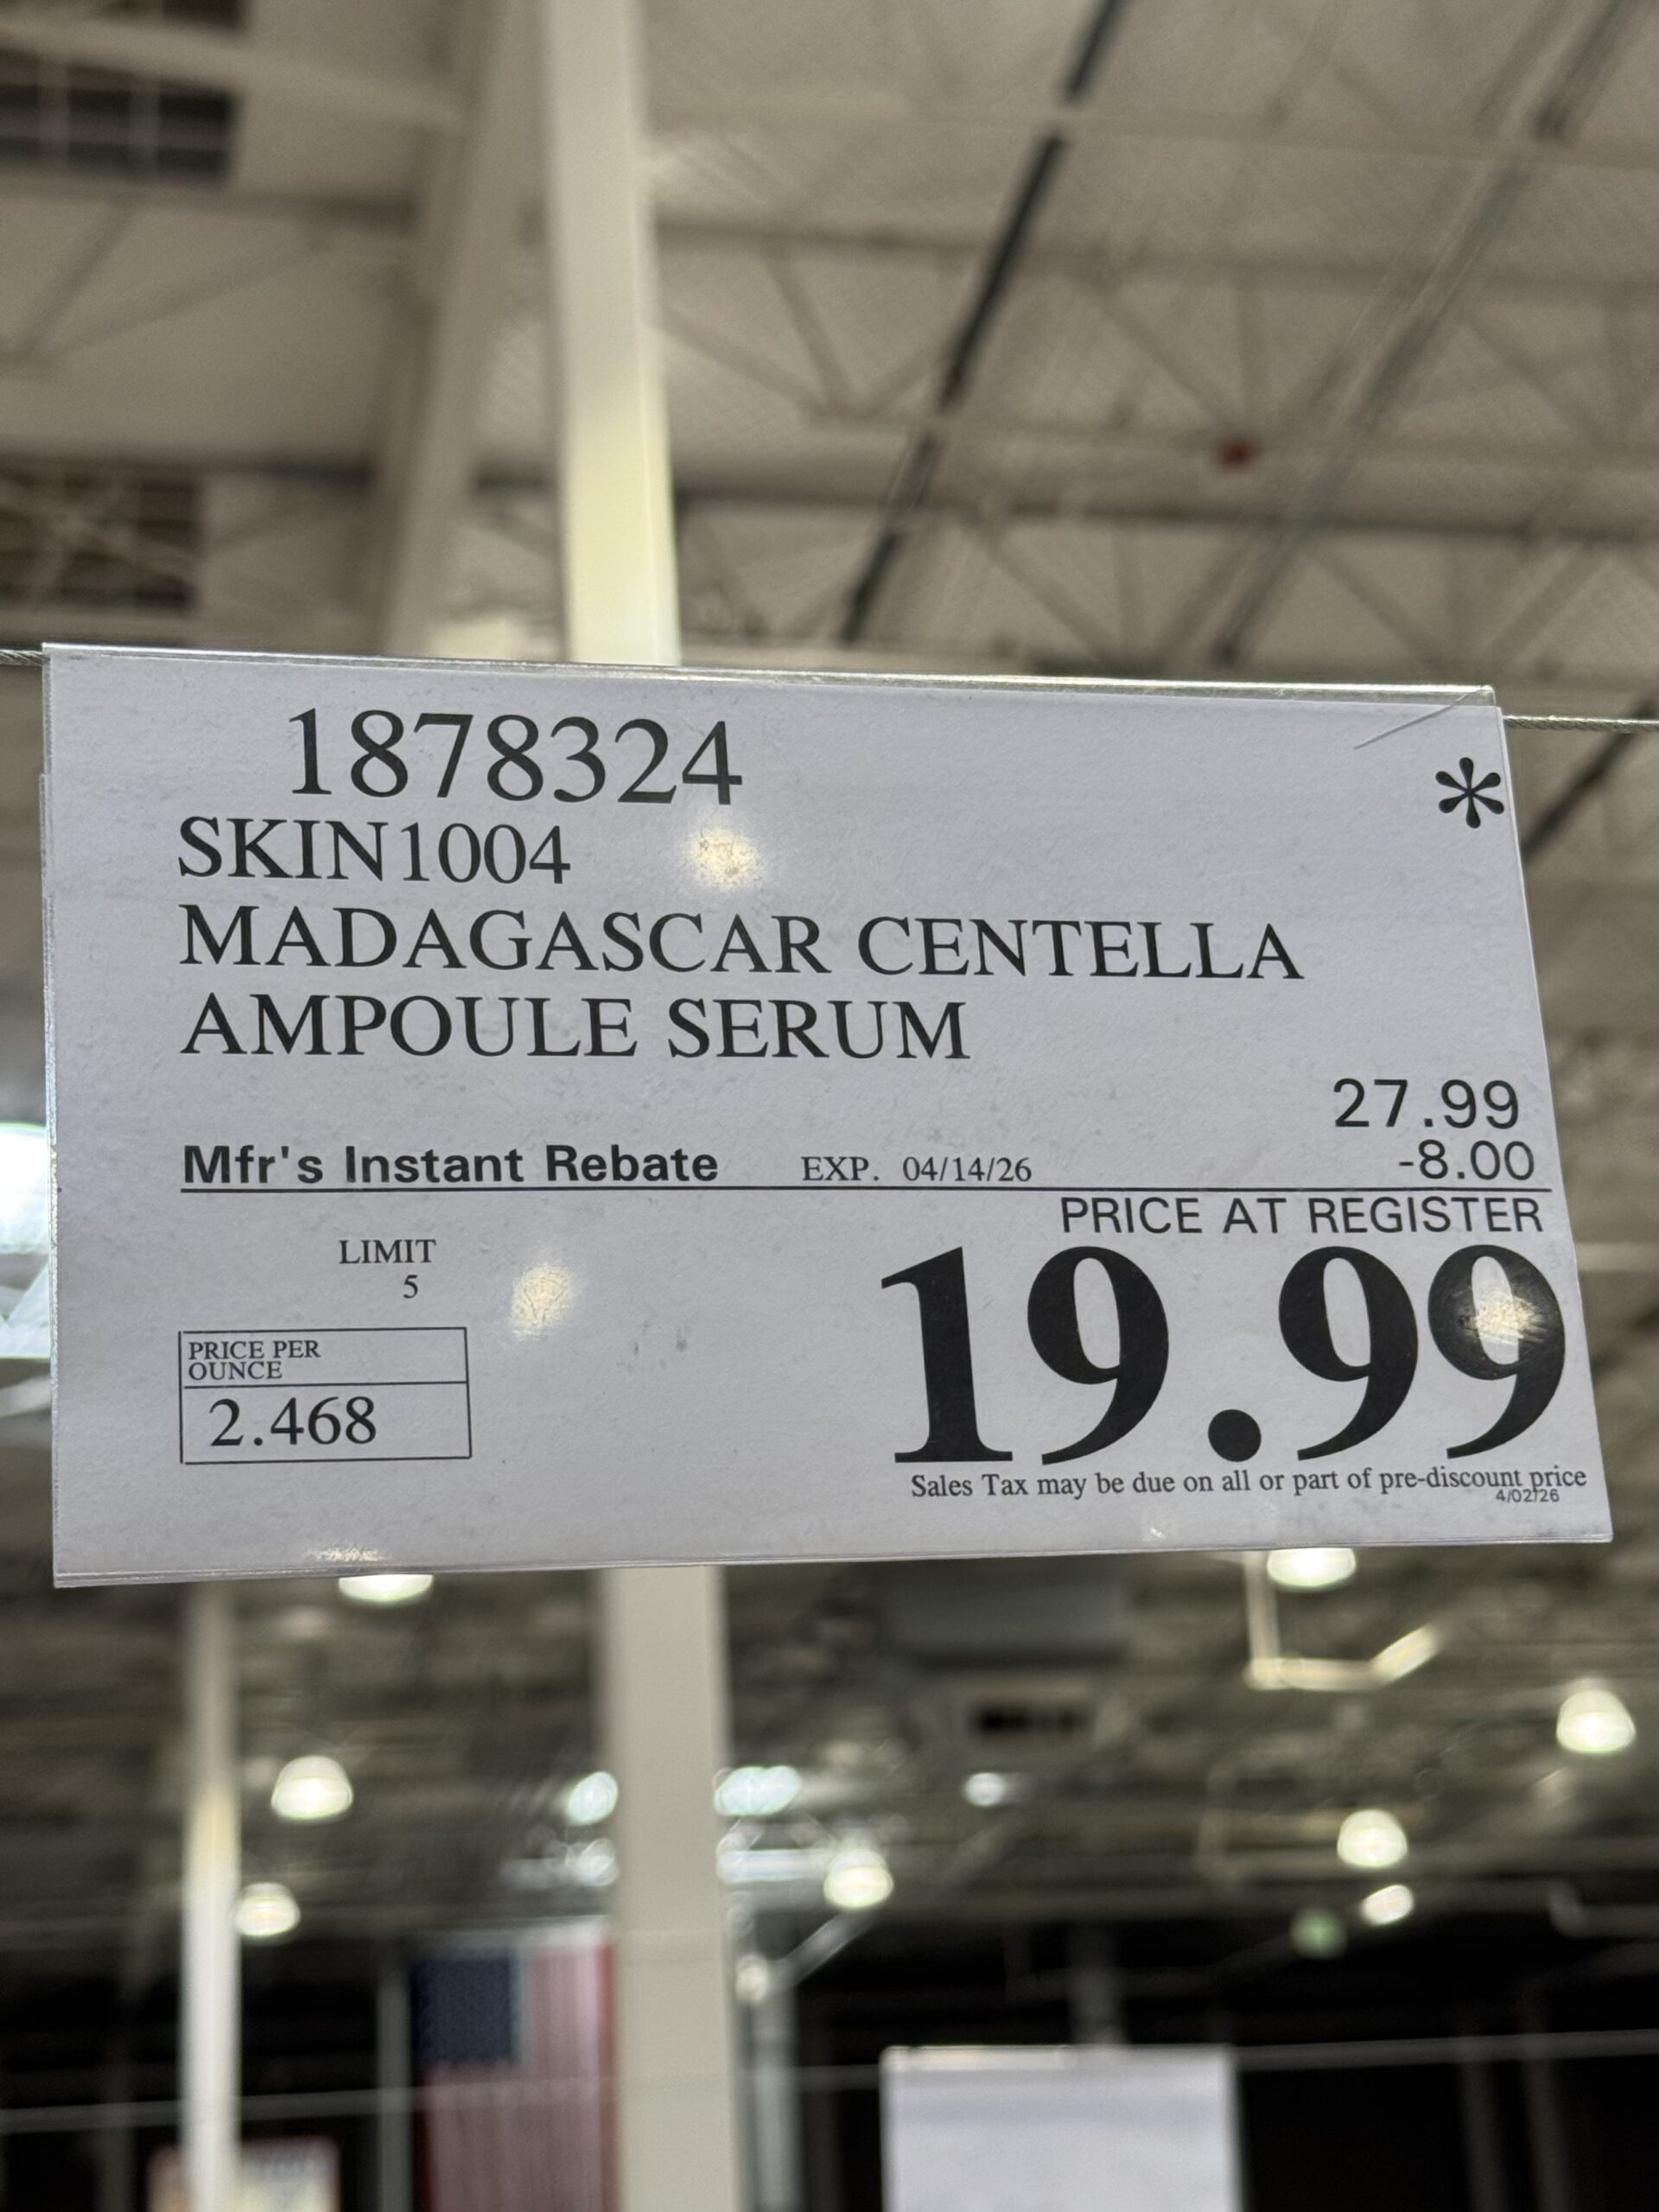 1878324
*
SKIN1004
MADAGASCAR CENTELLA
AMPOULE SERUM
27.99
Mfr's Instant Rebate EXP. 04/14/26 -8.00
PRICE AT REGISTER
LIMIT
5
19.99
PRICE PER
OUNCE
2.468
Sales Tax may be due on all or part of pre-discount price
4/02/26